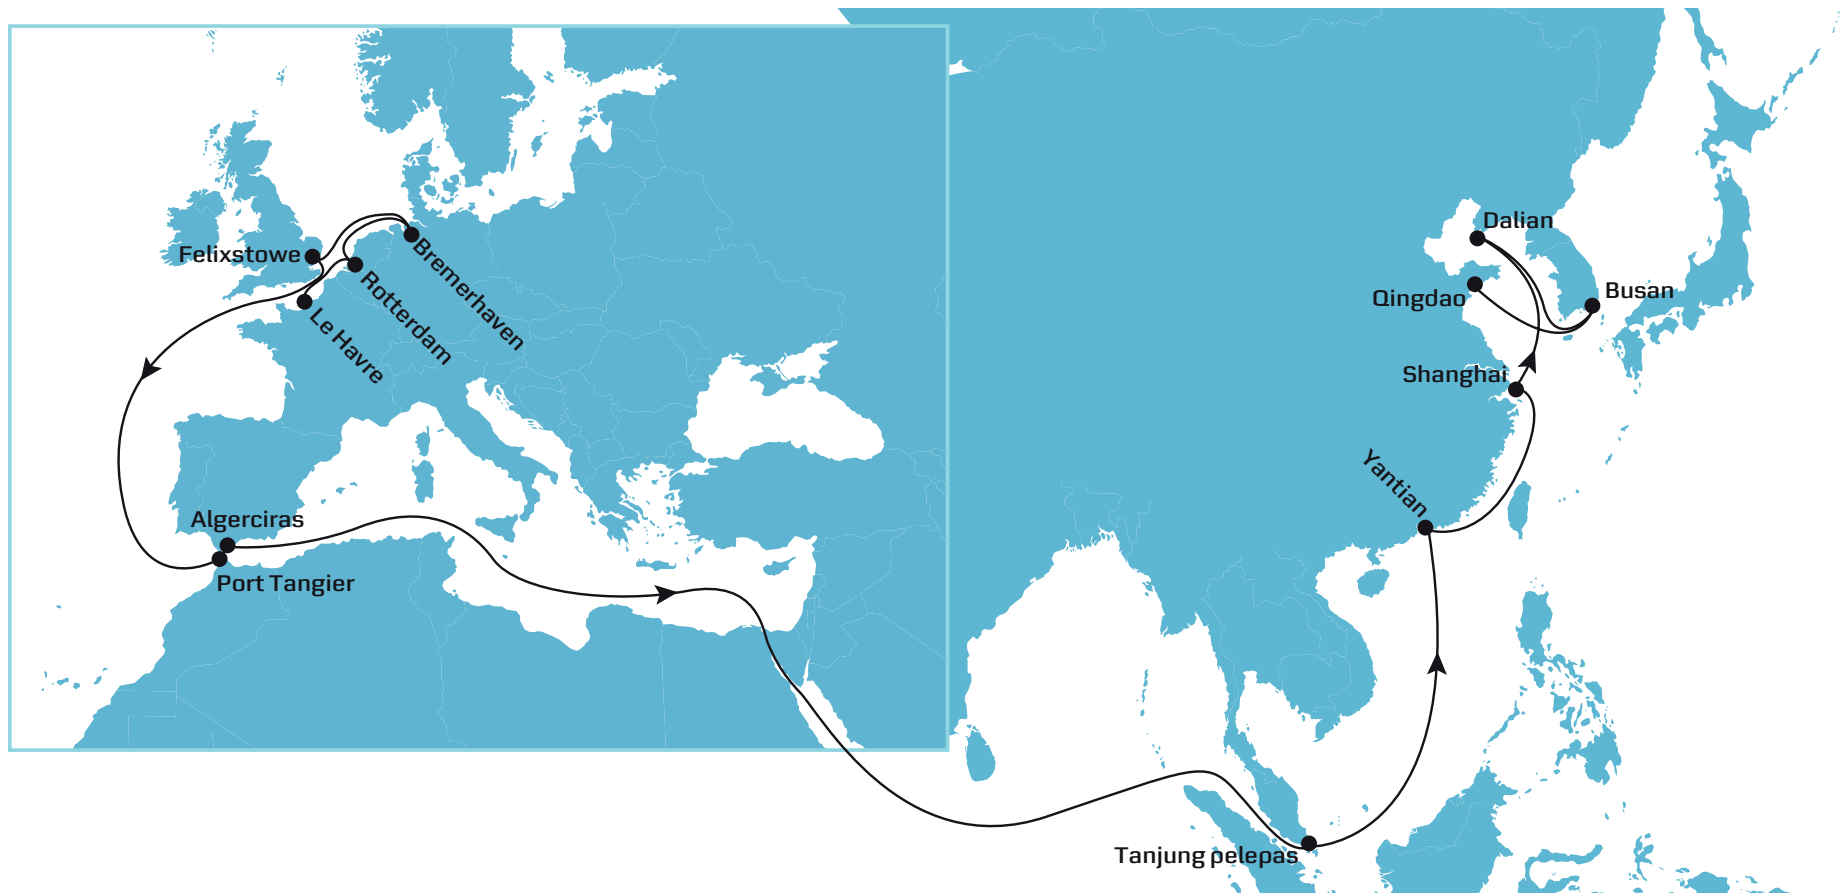 Felixstowe
Bremerhaven
Rotterdam
Le Havre
Algerciras
Port Tangier
Dalian
Qingdao
Busan
Shanghai
Yantian
Tanjung pelepas